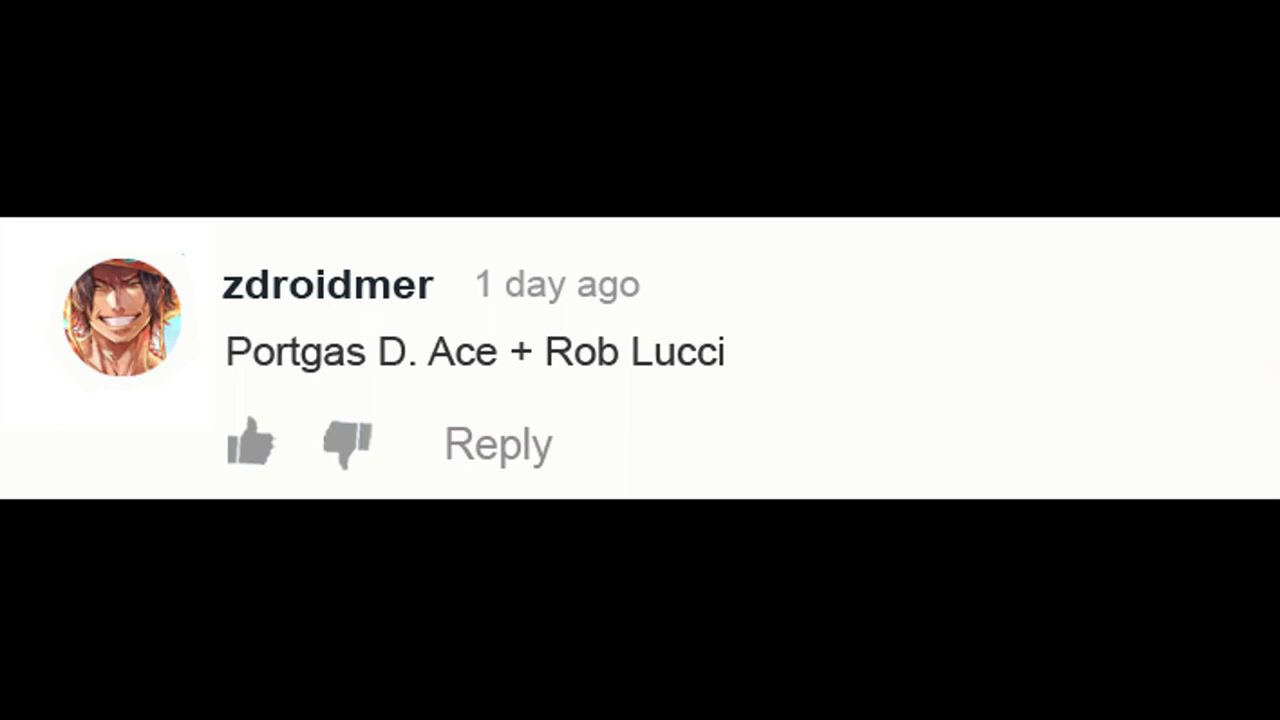 zdroidmer 1 day ago
Portgas D. Ace + Rob Lucci
Reply